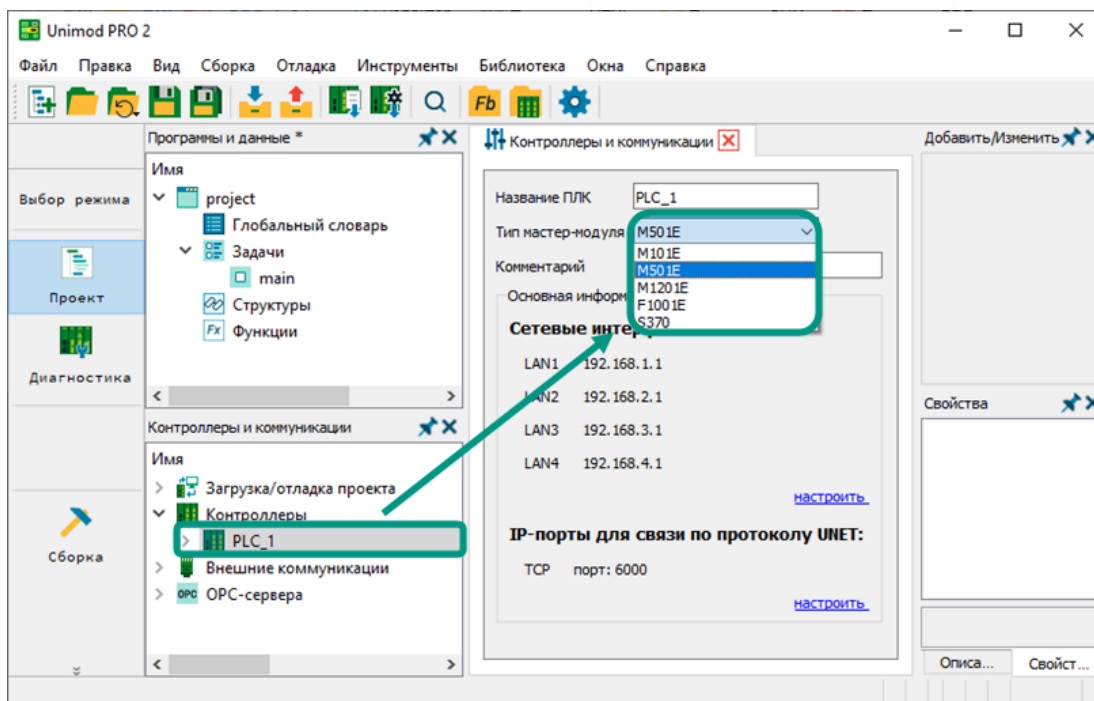 Unimod PRO 2
Файл Правка Вид Сборка Отладка Инструменты Библиотека Окна Справка
Fb
Выбор режима
Проект
Диагностика
Сборка
Программы и данные *
Имя
project
Глобальный словарь
Задачи
main
Структуры
Fx Функции
Контроллеры и коммуникации
Имя
Загрузка/отладка проекта
Контроллеры
PLC_1
Внешние коммуникации
OPC OPC-сервера
Контроллеры и коммуникации
Название ПЛК PLC_1
Тип мастер-модуля M501E
M101E
M501E
M1201E
F1001E
S370
Комментарий
Основная информ
Сетевые интерф
LAN1 192.168.1.1
LAN2 192.168.2.1
LAN3 192.168.3.1
LAN4 192.168.4.1
настроить
IP-порты для связи по протоколу UNET:
TCP порт: 6000
настроить
Добавить/Изменить
Свойства
Описа... Свойст...